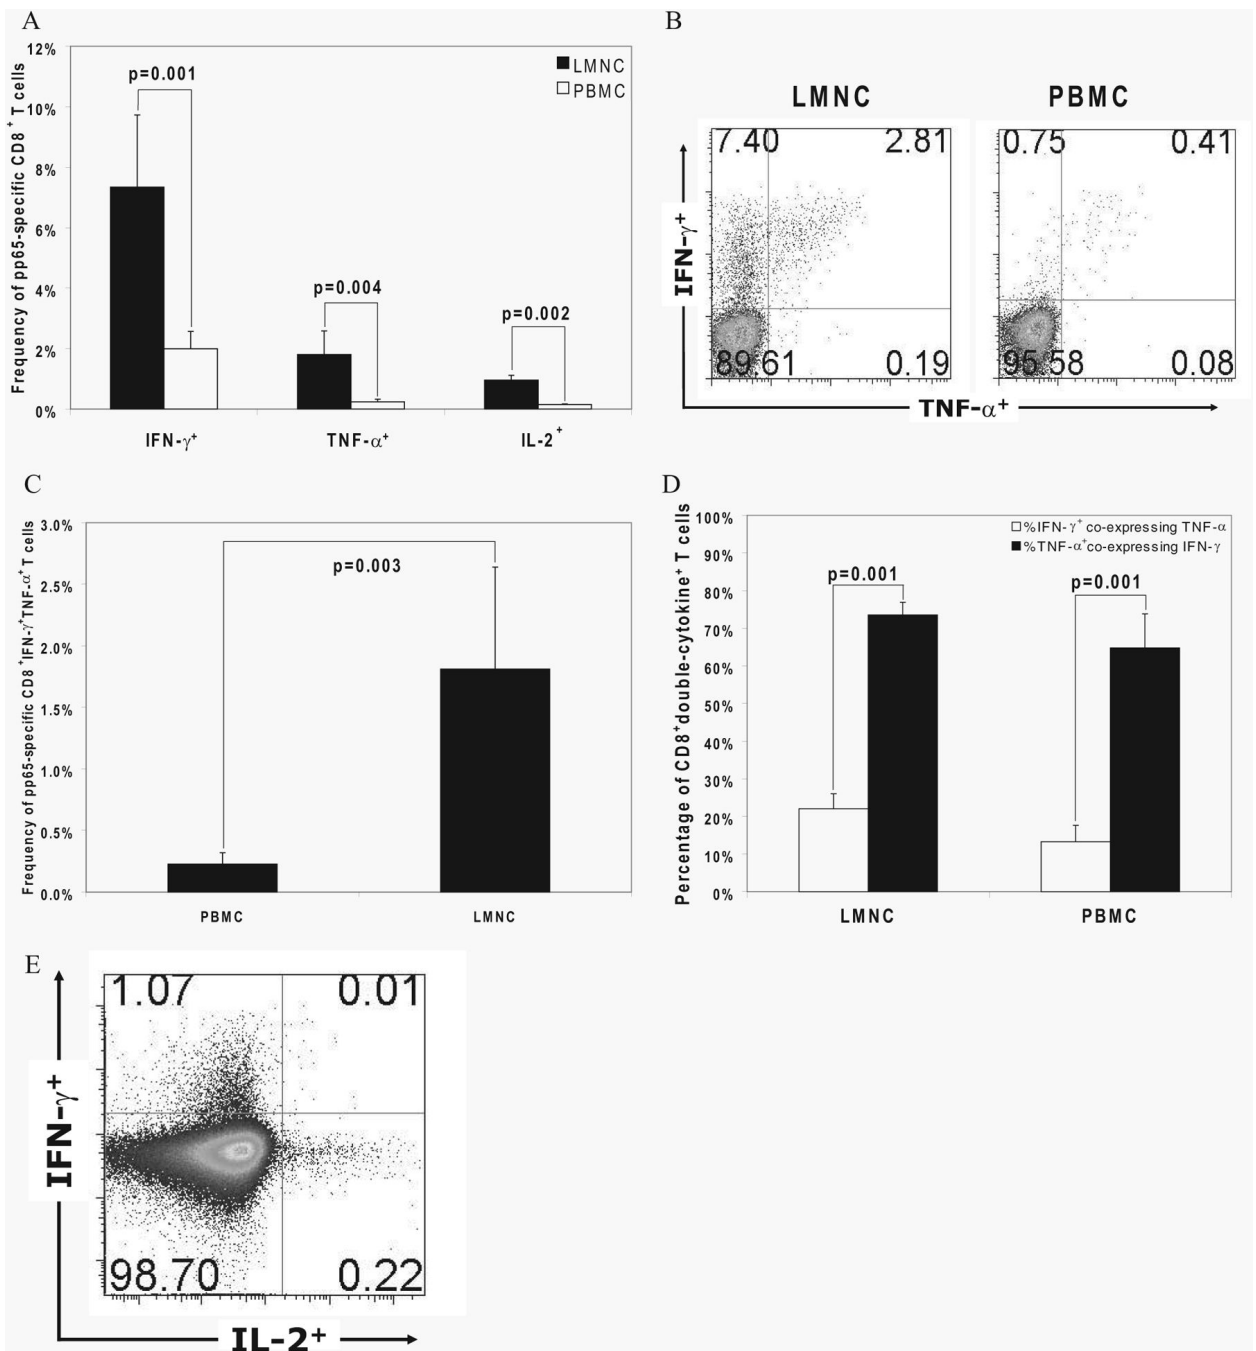 A
Frequency of pp65-specific CD8+ T cells
12%
10%
8%
6%
4%
2%
0%
p=0.001
p=0.004
p=0.002
LMNC
PBMC
IFN-γ+
TNF-α+
IL-2+
B
LMNC
PBMC
7.40
2.81
89.61
0.19
0.75
0.41
95.58
0.08
IFN-γ+
TNF-α+
C
Frequency of pp65-specific CD8+IFN-γ+TNF-α+ T cells
3.0%
2.5%
2.0%
1.5%
1.0%
0.5%
0.0%
p=0.003
PBMC
LMNC
D
Percentage of CD8+double-cytokine+ T cells
100%
90%
80%
70%
60%
50%
40%
30%
20%
10%
0%
%IFN-γ+ co-expressing TNF-α
%TNF-α+co-expressing IFN-γ
p=0.001
p=0.001
LMNC
PBMC
E
1.07
0.01
98.70
0.22
IFN-γ+
IL-2+